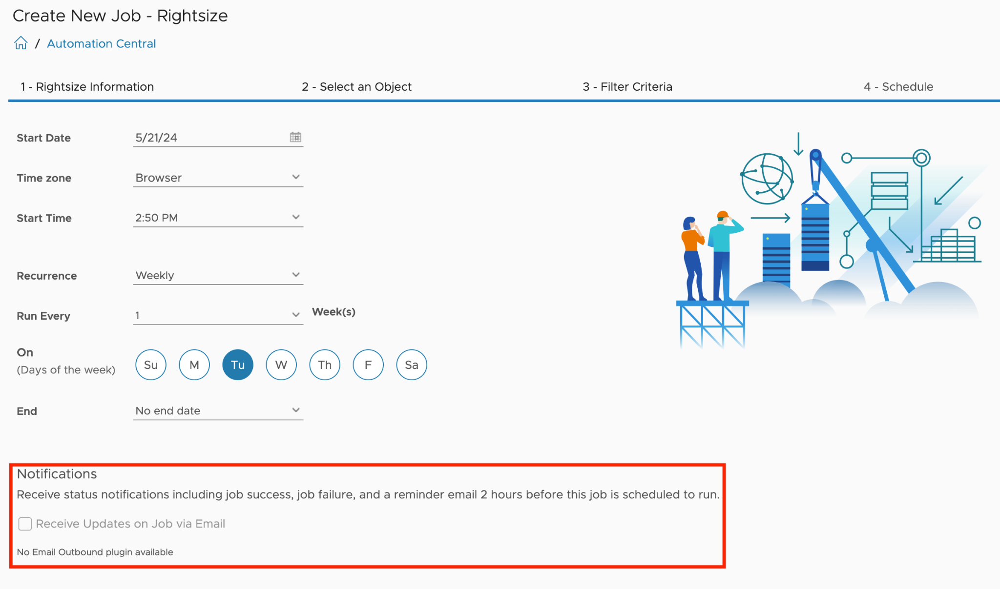 Create New Job - Rightsize
/ Automation Central
1 - Rightsize Information
2 - Select an Object
3 - Filter Criteria
4 - Schedule
Start Date 5/21/24
Time zone Browser
Start Time 2:50 PM
Recurrence Weekly
Run Every 1 Week(s)
On
(Days of the week)
Su M Tu W Th F Sa
End No end date
Notifications
Receive status notifications including job success, job failure, and a reminder email 2 hours before this job is scheduled to run.
Receive Updates on Job via Email
No Email Outbound plugin available